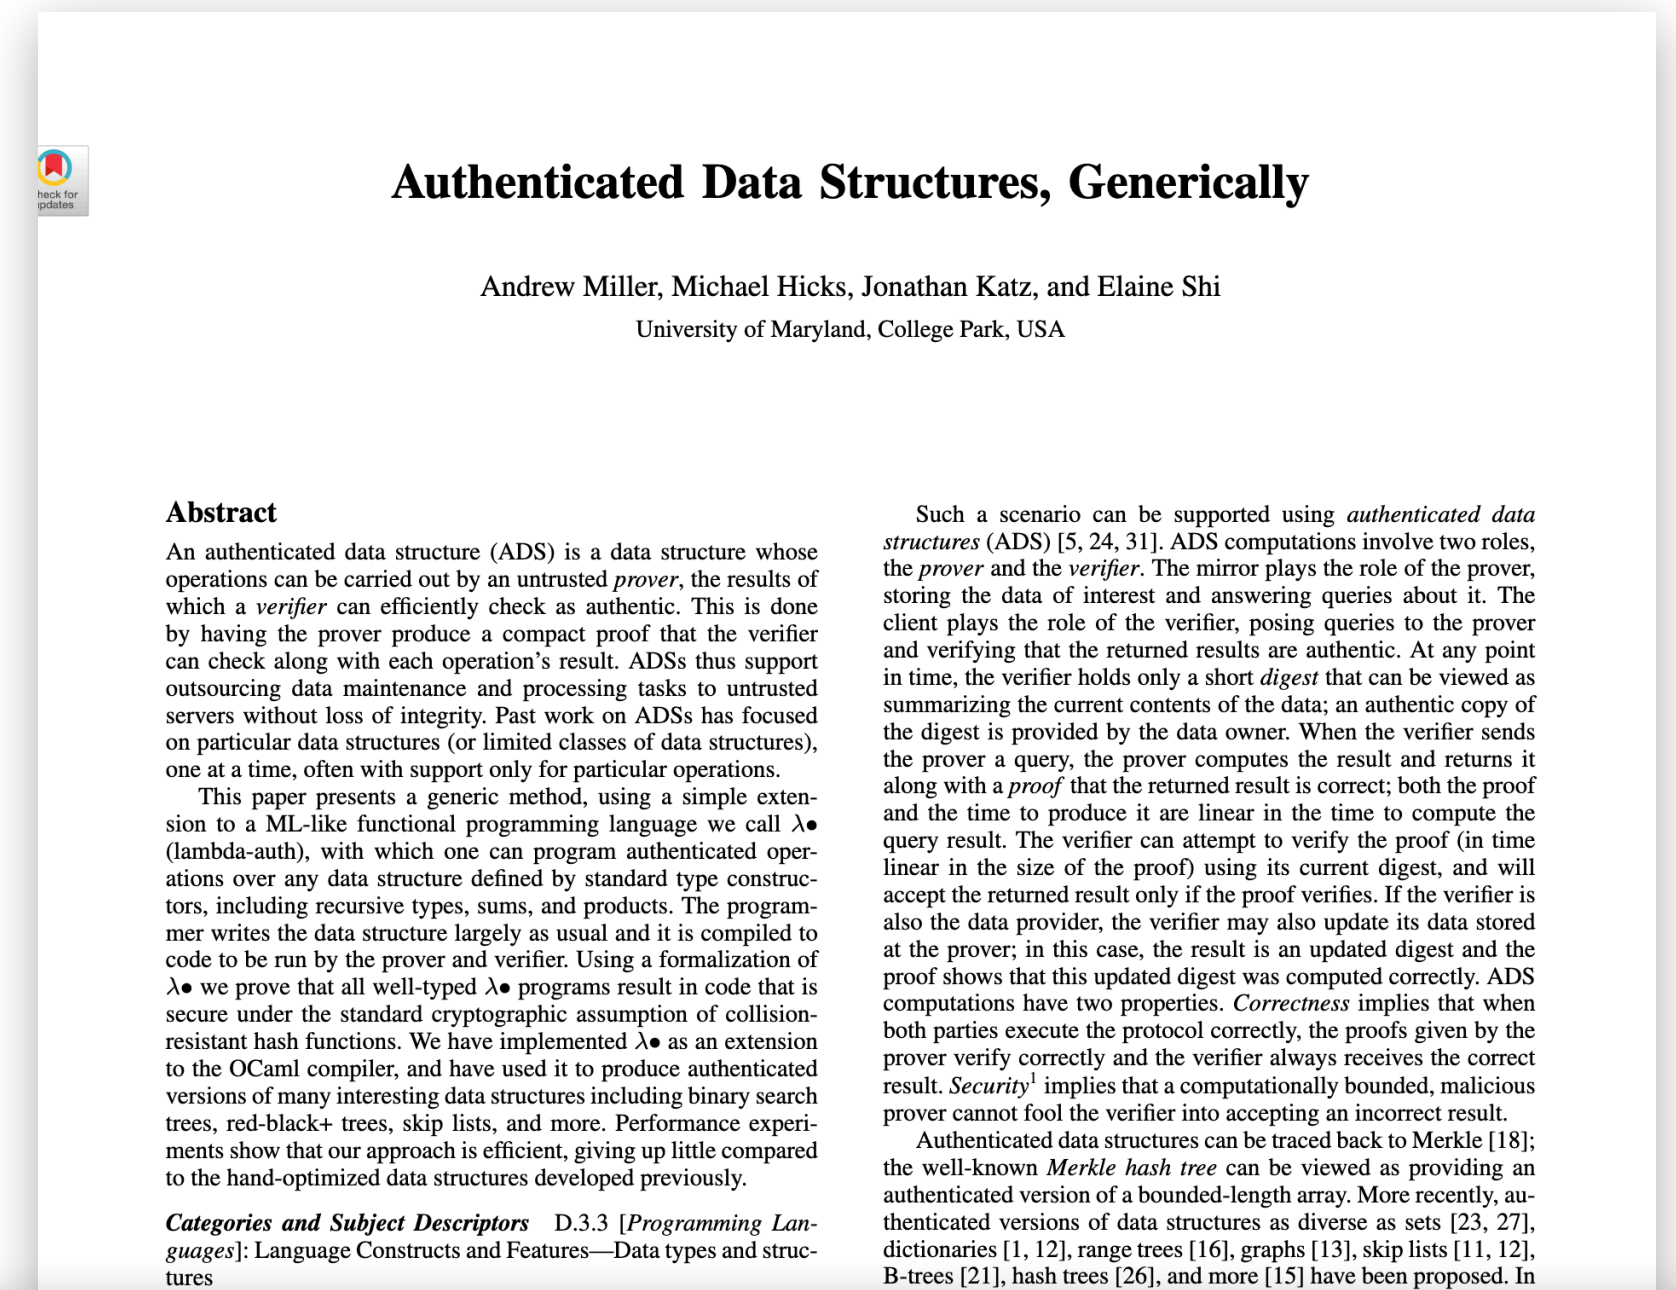 heck for
pdates
Authenticated Data Structures, Generically
Andrew Miller, Michael Hicks, Jonathan Katz, and Elaine Shi
University of Maryland, College Park, USA
Abstract
An authenticated data structure (ADS) is a data structure whose
operations can be carried out by an untrusted prover, the results of
which a verifier can efficiently check as authentic. This is done
by having the prover produce a compact proof that the verifier
can check along with each operation's result. ADSs thus support
outsourcing data maintenance and processing tasks to untrusted
servers without loss of integrity. Past work on ADSs has focused
on particular data structures (or limited classes of data structures),
one at a time, often with support only for particular operations.
This paper presents a generic method, using a simple exten-
sion to a ML-like functional programming language we call λ●
(lambda-auth), with which one can program authenticated oper-
ations over any data structure defined by standard type construc-
tors, including recursive types, sums, and products. The program-
mer writes the data structure largely as usual and it is compiled to
code to be run by the prover and verifier. Using a formalization of
λ● we prove that all well-typed λ● programs result in code that is
secure under the standard cryptographic assumption of collision-
resistant hash functions. We have implemented λ● as an extension
to the OCaml compiler, and have used it to produce authenticated
versions of many interesting data structures including binary search
trees, red-black+ trees, skip lists, and more. Performance experi-
ments show that our approach is efficient, giving up little compared
to the hand-optimized data structures developed previously.
Categories and Subject Descriptors D.3.3 [Programming Lan-
guages]: Language Constructs and Features—Data types and struc-
tures
Such a scenario can be supported using authenticated data
structures (ADS) [5, 24, 31]. ADS computations involve two roles,
the prover and the verifier. The mirror plays the role of the prover,
storing the data of interest and answering queries about it. The
client plays the role of the verifier, posing queries to the prover
and verifying that the returned results are authentic. At any point
in time, the verifier holds only a short digest that can be viewed as
summarizing the current contents of the data; an authentic copy of
the digest is provided by the data owner. When the verifier sends
the prover a query, the prover computes the result and returns it
along with a proof that the returned result is correct; both the proof
and the time to produce it are linear in the time to compute the
query result. The verifier can attempt to verify the proof (in time
linear in the size of the proof) using its current digest, and will
accept the returned result only if the proof verifies. If the verifier is
also the data provider, the verifier may also update its data stored
at the prover; in this case, the result is an updated digest and the
proof shows that this updated digest was computed correctly. ADS
computations have two properties. Correctness implies that when
both parties execute the protocol correctly, the proofs given by the
prover verify correctly and the verifier always receives the correct
result. Security¹ implies that a computationally bounded, malicious
prover cannot fool the verifier into accepting an incorrect result.
Authenticated data structures can be traced back to Merkle [18];
the well-known Merkle hash tree can be viewed as providing an
authenticated version of a bounded-length array. More recently, au-
thenticated versions of data structures as diverse as sets [23, 27],
dictionaries [1, 12], range trees [16], graphs [13], skip lists [11, 12],
B-trees [21], hash trees [26], and more [15] have been proposed. In